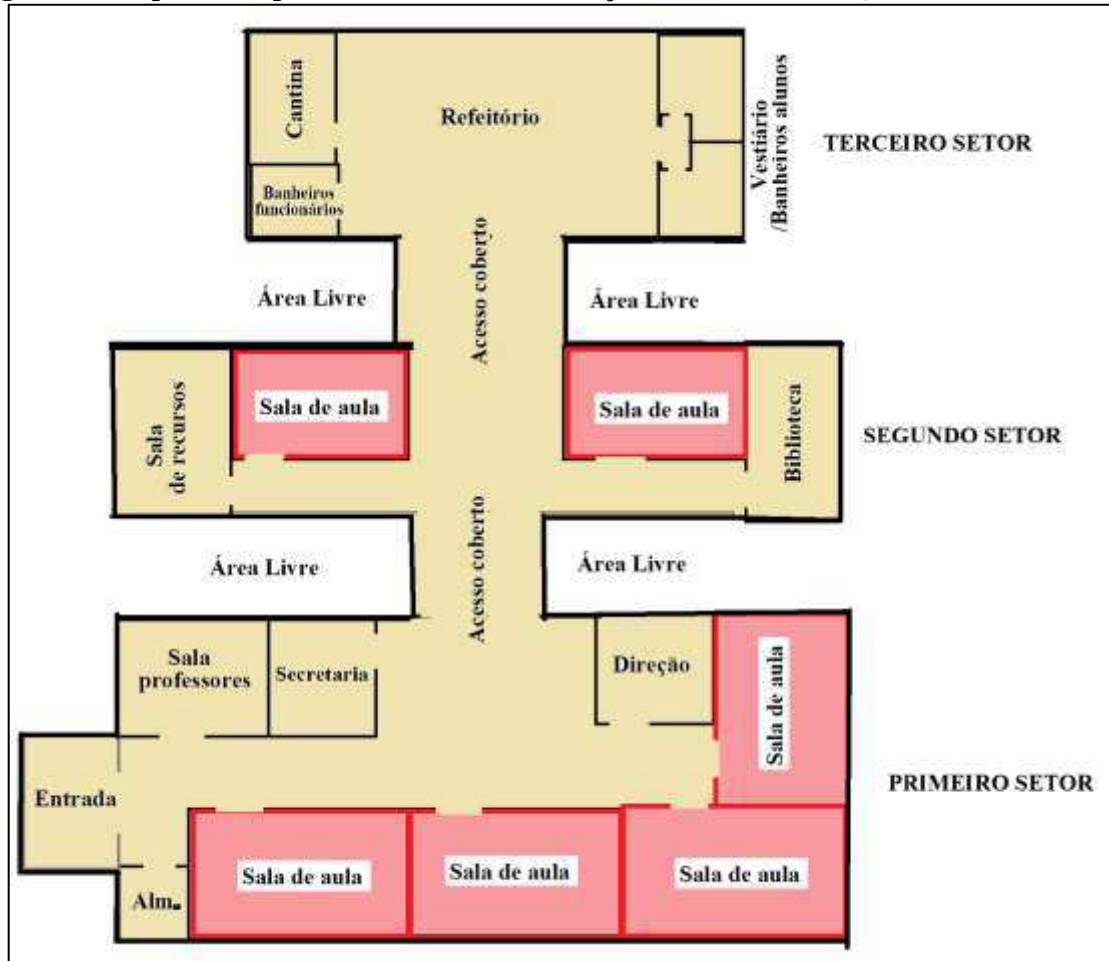 Cantina
Refeitório
Vestiário
/Banheiros alunos
TERCEIRO SETOR
Banheiros
funcionários
Acesso coberto
Área Livre
Área Livre
Sala
de recursos
Sala de aula
Sala de aula
Biblioteca
SEGUNDO SETOR
Acesso coberto
Área Livre
Área Livre
Sala
professores
Secretaria
Direção
Sala de aula
Entrada
PRIMEIRO SETOR
Alm.
Sala de aula
Sala de aula
Sala de aula